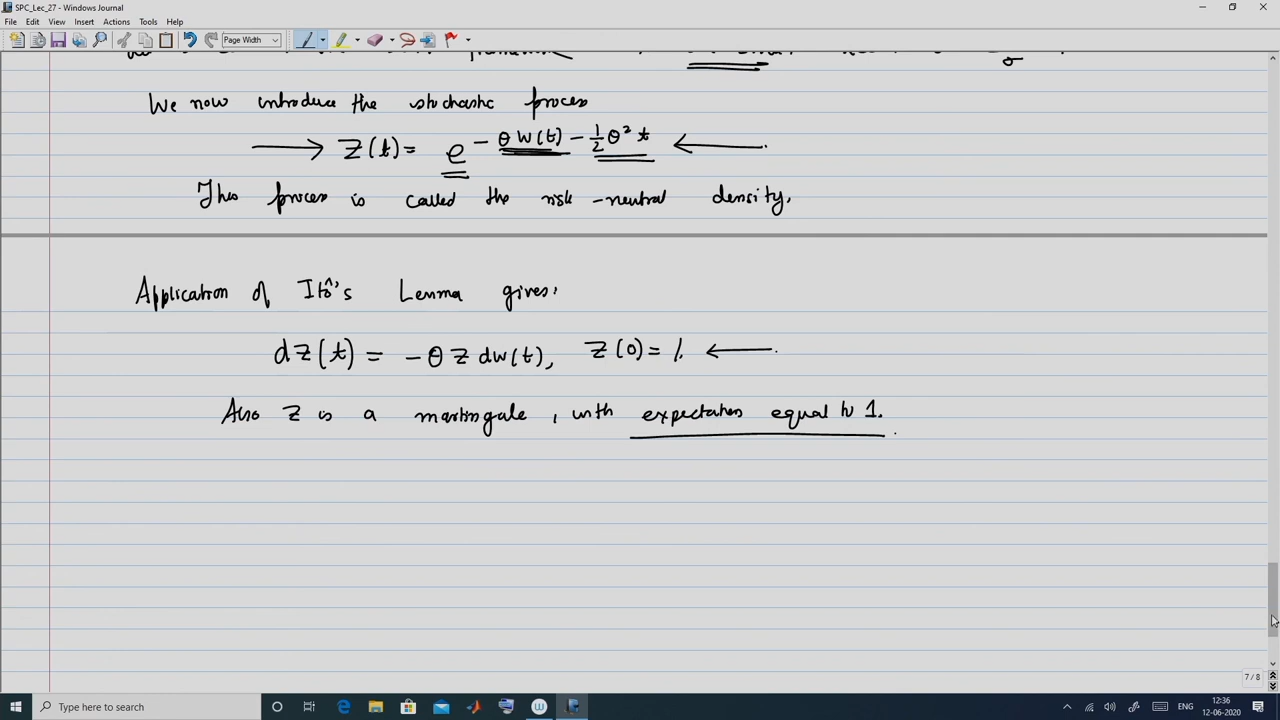 SPC_Lec_27 - Windows Journal
File Edit View Insert Actions Tools Help
Page Width
We now introduce the stochastic process
Z(t) = e^{-θW(t) - 1/2 θ² t}
This process is called the risk-neutral density.
Application of Itô's Lemma gives:
dZ(t) = -θ Z dW(t), Z(0) = 1.
Also Z is a martingale, with expectation equal to 1.
7 / 8
Type here to search
ENG
12:36
12-06-2020